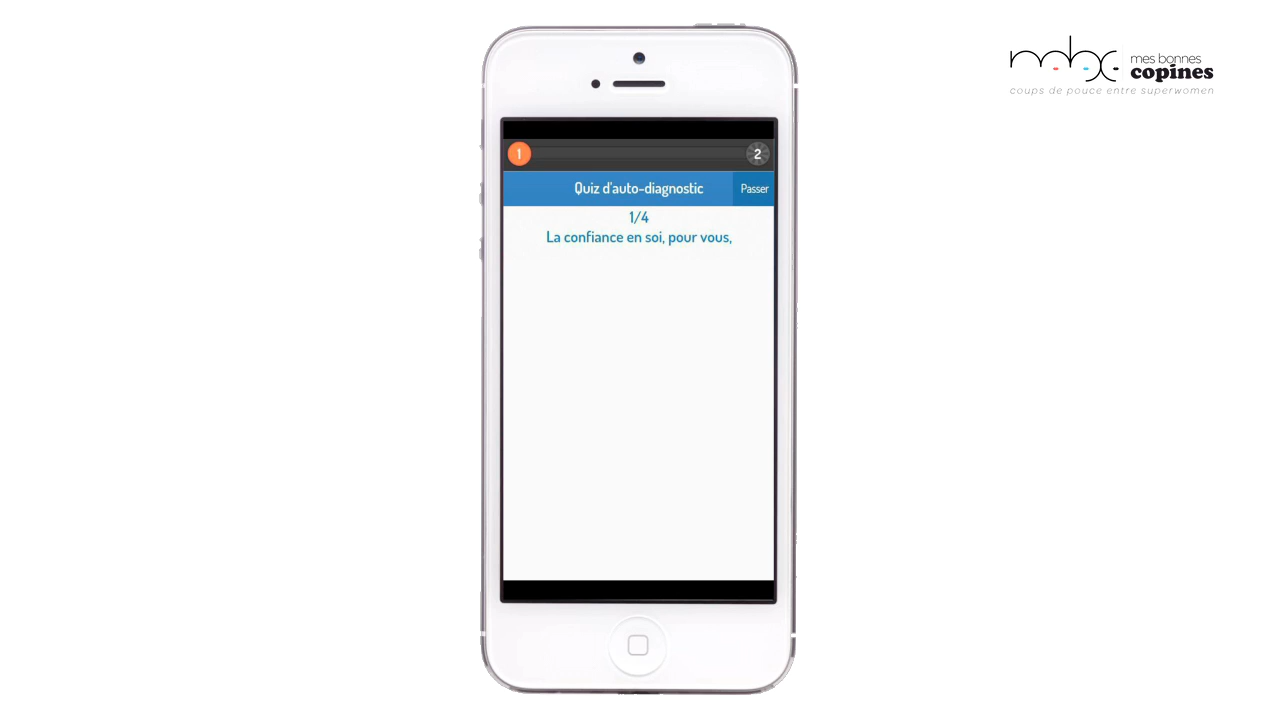 mes bonnes
copines
coups de pouce entre superwomen
1
2
Quiz d'auto-diagnostic
Passer
1/4
La confiance en soi, pour vous,